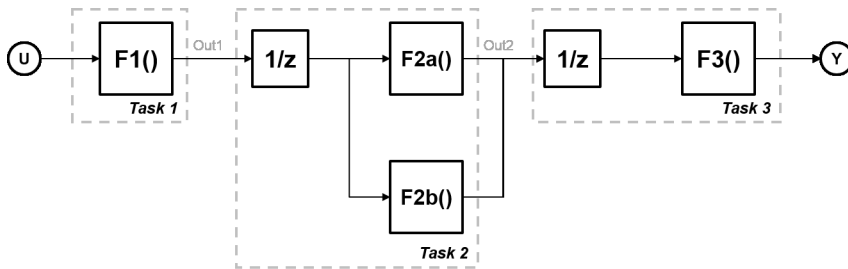 U
F1()
Out1
1/z
F2a()
Out2
1/z
F3()
Y
Task 1
Task 3
F2b()
Task 2